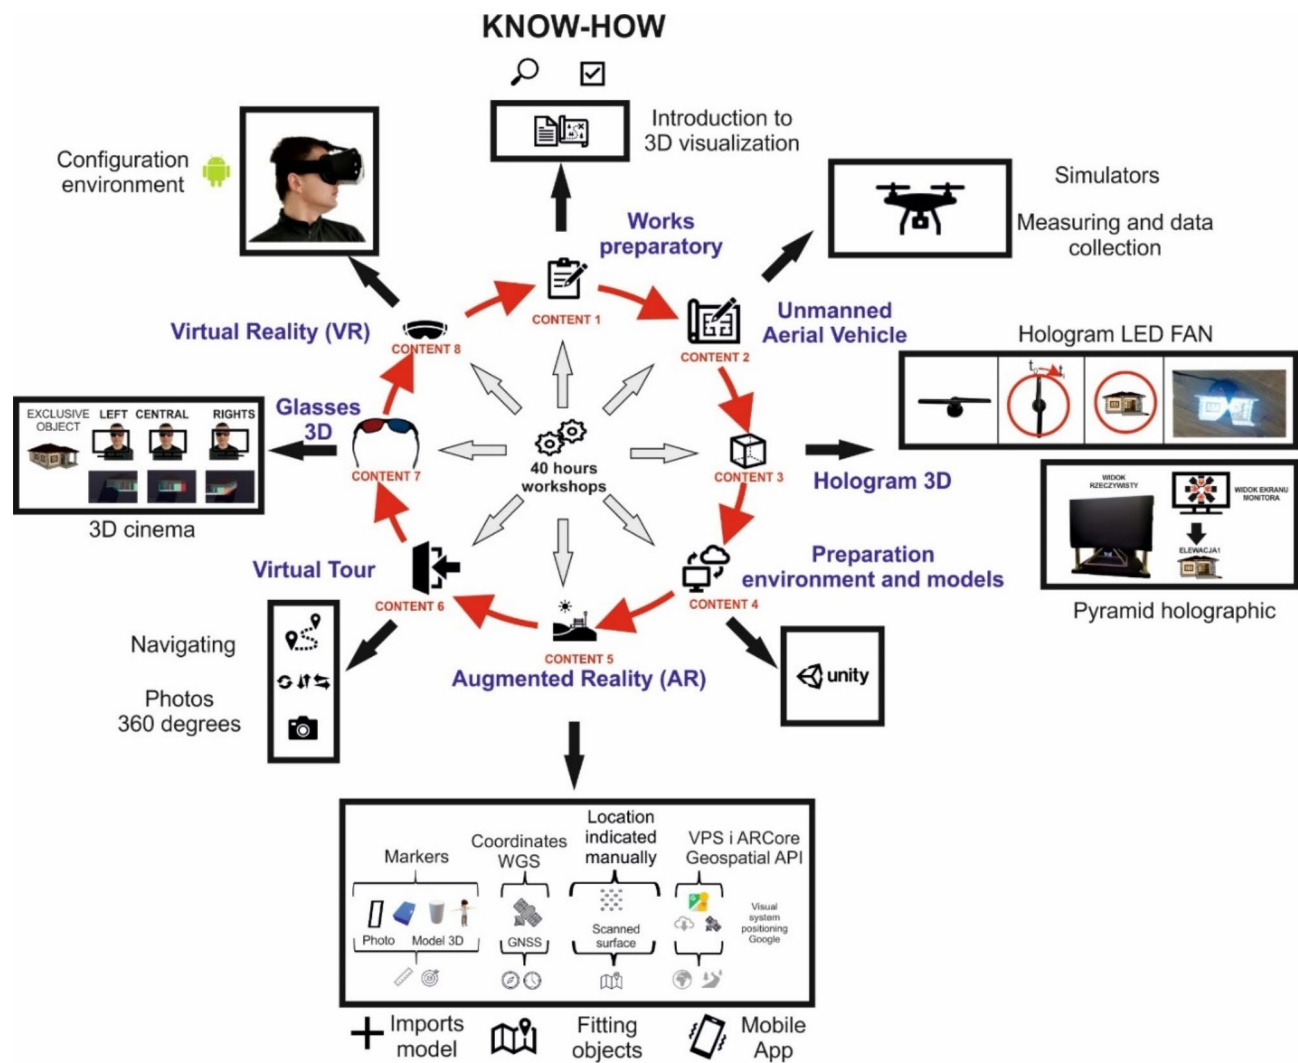 KNOW-HOW
Introduction to
3D visualization
Configuration
environment
Simulators
Measuring and data
collection
Works
preparatory
CONTENT 1
Unmanned
Aerial Vehicle
CONTENT 2
Virtual Reality (VR)
CONTENT 8
Hologram LED FAN
t₀
t₁
Glasses
3D
EXCLUSIVE
OBJECT
LEFT
CENTRAL
RIGHTS
3D cinema
CONTENT 7
40 hours
workshops
CONTENT 3
Hologram 3D
WIDOK
RZECZYWISTY
WIDOK EKRANU
MONITORA
ELEWACJA1
Pyramid holographic
Virtual Tour
CONTENT 6
Preparation
environment and models
CONTENT 4
CONTENT 5
Augmented Reality (AR)
unity
Navigating
Photos
360 degrees
Markers
Coordinates
WGS
Location
indicated
manually
VPS i ARCore
Geospatial API
Photo
Model 3D
GNSS
Scanned
surface
Visual
system
positioning
Google
Imports
model
Fitting
objects
Mobile
App